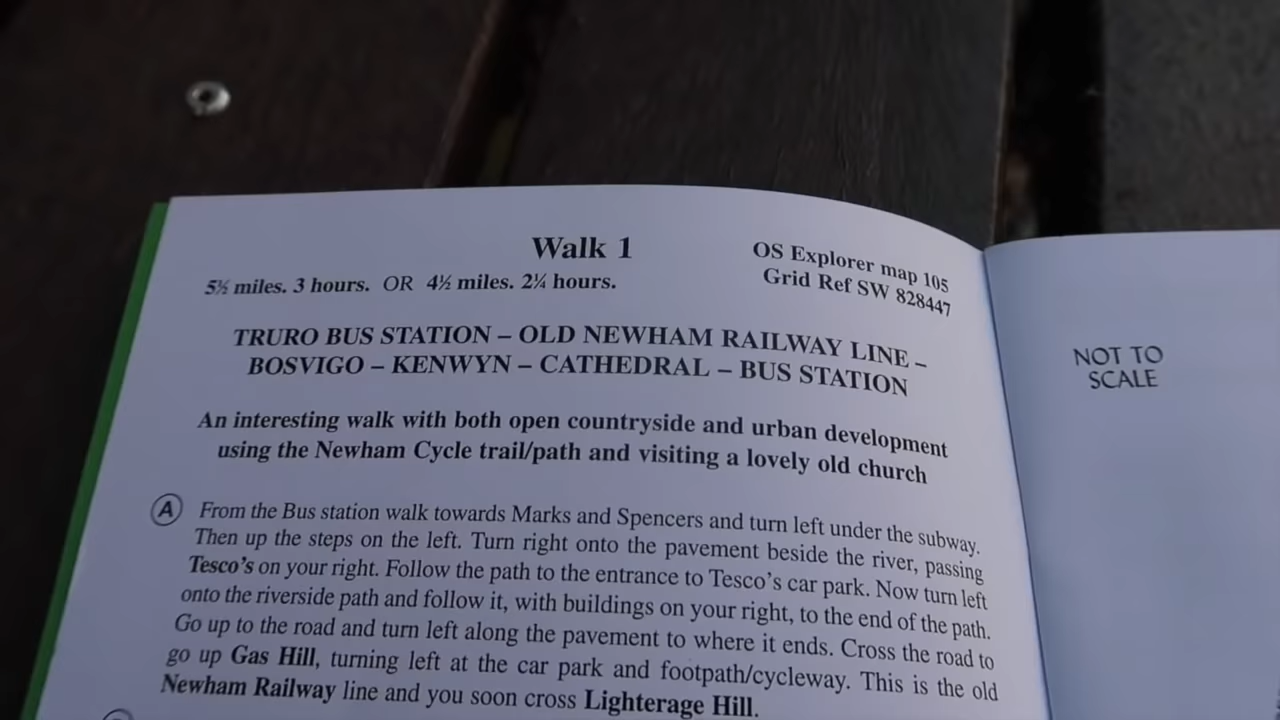 Walk 1
5½ miles. 3 hours. OR 4½ miles. 2¼ hours.
OS Explorer map 105
Grid Ref SW 828447
TRURO BUS STATION – OLD NEWHAM RAILWAY LINE –
BOSVIGO – KENWYN – CATHEDRAL – BUS STATION
An interesting walk with both open countryside and urban development
using the Newham Cycle trail/path and visiting a lovely old church
A From the Bus station walk towards Marks and Spencers and turn left under the subway.
Then up the steps on the left. Turn right onto the pavement beside the river, passing
Tesco's on your right. Follow the path to the entrance to Tesco's car park. Now turn left
onto the riverside path and follow it, with buildings on your right, to the end of the path.
Go up to the road and turn left along the pavement to where it ends. Cross the road to
go up Gas Hill, turning left at the car park and footpath/cycleway. This is the old
Newham Railway line and you soon cross Lighterage Hill.
NOT TO
SCALE